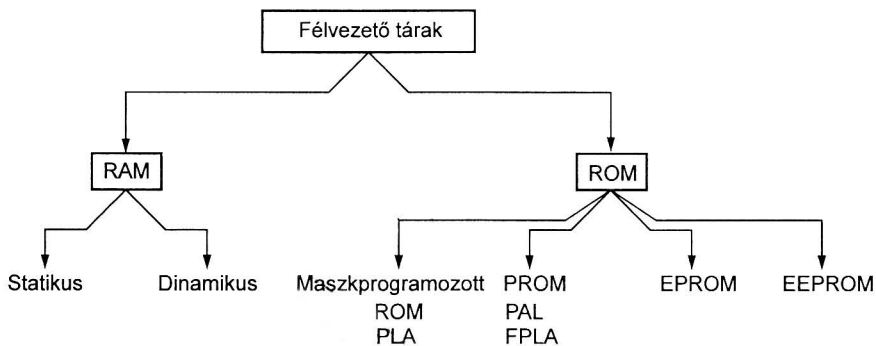 Félvezető tárak
RAM
ROM
Statikus
Dinamikus
Maszkprogramozott
ROM
PLA
PROM
PAL
FPLA
EPROM
EEPROM